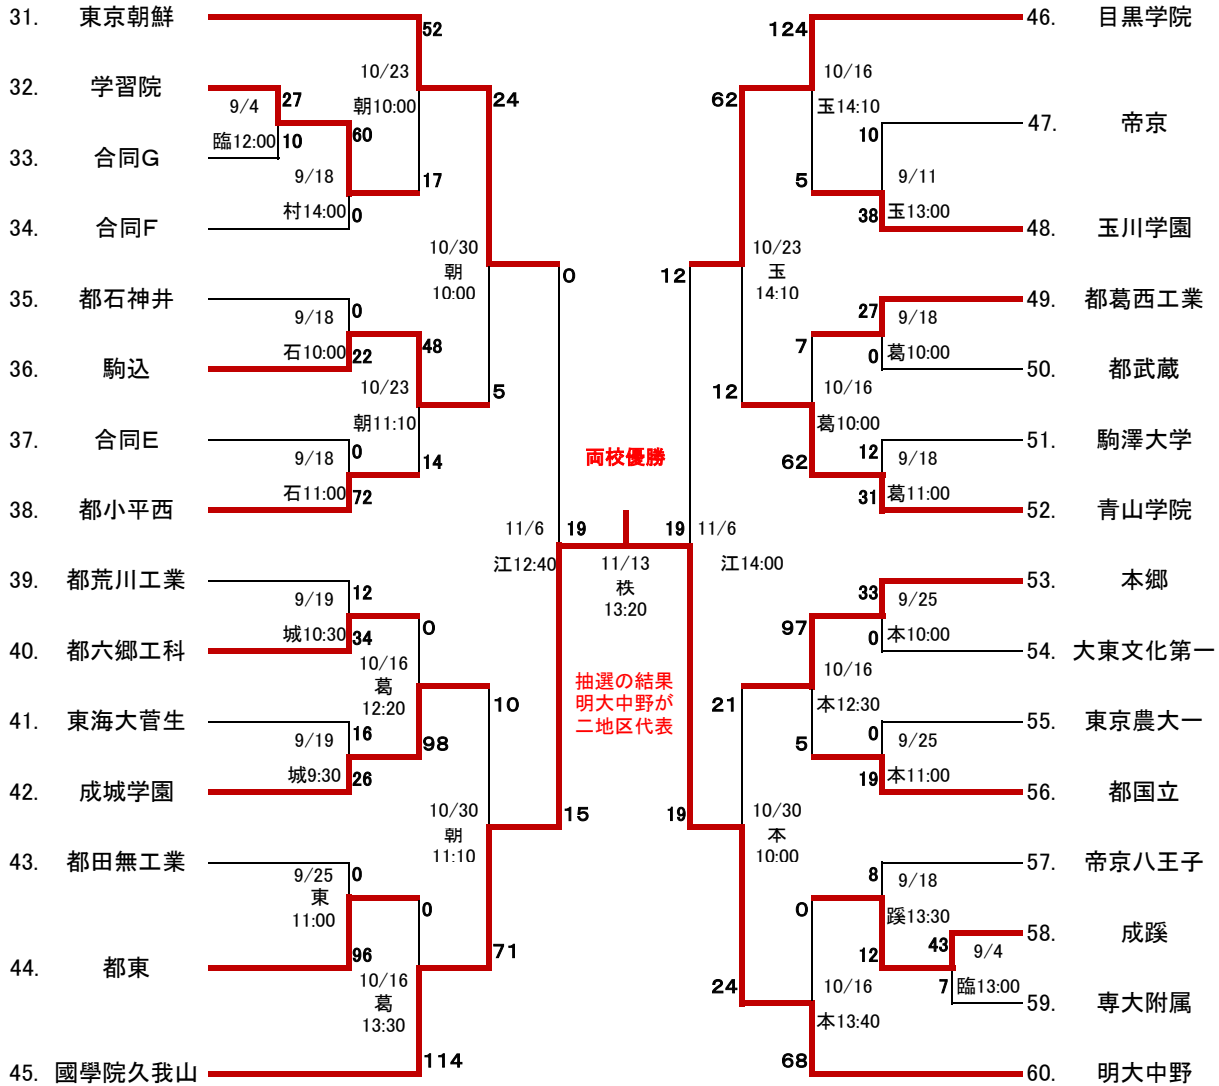 31. 東京朝鮮
52
10/23
朝10:00
32. 学習院
27
9/4
臨12:00
10
60
24
33. 合同G
9/18
村14:00
17
0
34. 合同F
10/30
朝
10:00
0
35. 都石神井
0
9/18
石10:00
22
48
36. 駒込
10/23
朝11:10
5
37. 合同E
0
9/18
石11:00
72
14
38. 都小平西
11/6
江12:40
19
39. 都荒川工業
12
9/19
城10:30
34
0
40. 都六郷工科
10/16
葛
12:20
10
41. 東海大菅生
16
9/19
城9:30
26
98
42. 成城学園
10/30
朝
11:10
15
43. 都田無工業
0
9/25
東
11:00
96
0
44. 都東
71
10/16
葛
13:30
114
45. 國學院久我山
両校優勝
11/13
秩
13:20
抽選の結果
明大中野が
二地区代表
46. 目黒学院
124
10/16
玉14:10
62
47. 帝京
10
9/11
玉13:00
5
38
48. 玉川学園
10/23
玉
14:10
12
49. 都葛西工業
27
9/18
葛10:00
0
7
50. 都武蔵
10/16
葛10:00
12
51. 駒澤大学
12
9/18
葛11:00
31
62
52. 青山学院
19
11/6
江14:00
53. 本郷
33
9/25
本10:00
0
97
54. 大東文化第一
10/16
本12:30
21
55. 東京農大一
0
9/25
本11:00
19
5
56. 都国立
10/30
本
10:00
19
57. 帝京八王子
8
9/18
蹊13:30
12
0
58. 成蹊
43
9/4
臨13:00
7
59. 専大附属
24
10/16
本13:40
68
60. 明大中野